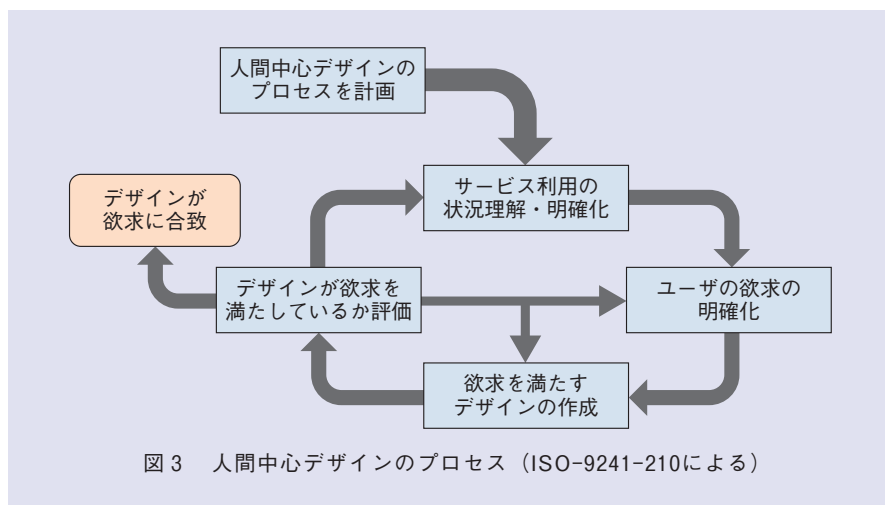 人間中心デザインの
プロセスを計画
サービス利用の
状況理解・明確化
デザインが
欲求に合致
デザインが欲求を
満たしているか評価
ユーザの欲求の
明確化
欲求を満たす
デザインの作成
図3 人間中心デザインのプロセス（ISO-9241-210による）